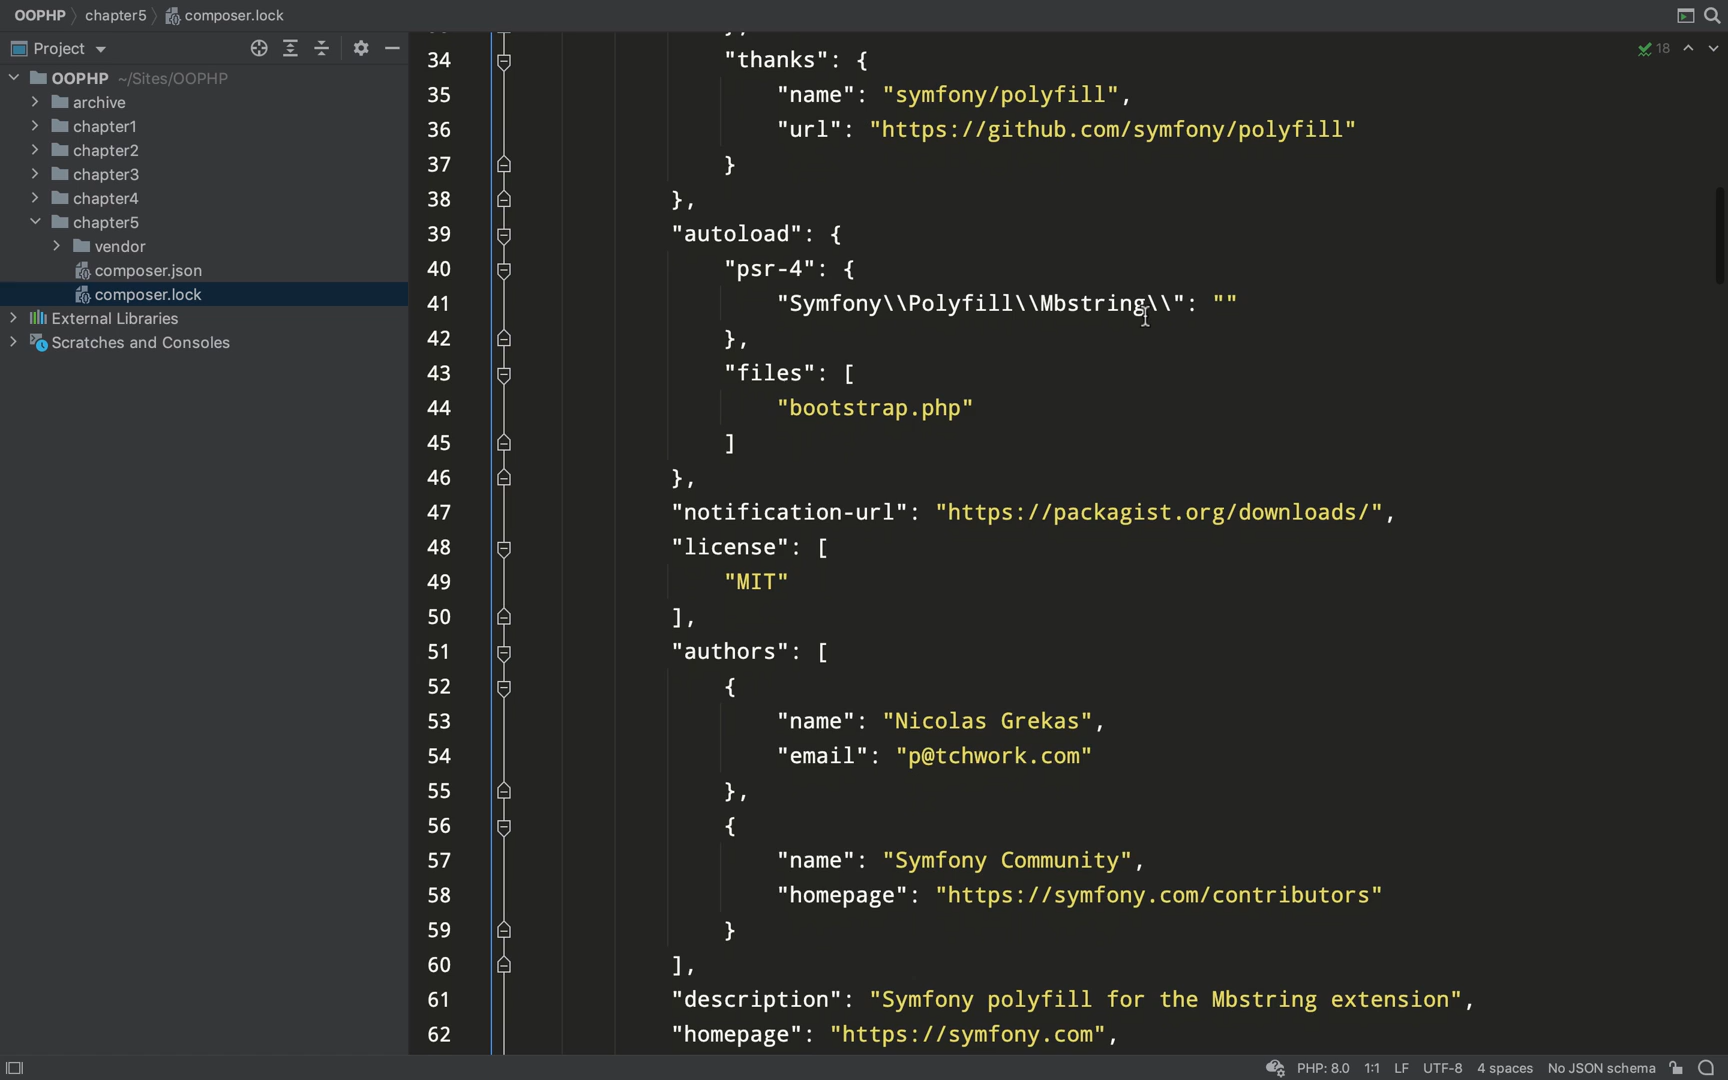 OOPHP chapter5 composer.lock
Project
OOPHP ~/Sites/OOPHP
archive
chapter1
chapter2
chapter3
chapter4
chapter5
vendor
composer.json
composer.lock
External Libraries
Scratches and Consoles
18
34 "thanks": {
35 "name": "symfony/polyfill",
36 "url": "https://github.com/symfony/polyfill"
37 }
38 },
39 "autoload": {
40 "psr-4": {
41 "Symfony\\Polyfill\\Mbstring\\": ""
42 },
43 "files": [
44 "bootstrap.php"
45 ]
46 },
47 "notification-url": "https://packagist.org/downloads/",
48 "license": [
49 "MIT"
50 ],
51 "authors": [
52 {
53 "name": "Nicolas Grekas",
54 "email": "p@tchwork.com"
55 },
56 {
57 "name": "Symfony Community",
58 "homepage": "https://symfony.com/contributors"
59 }
60 ],
61 "description": "Symfony polyfill for the Mbstring extension",
62 "homepage": "https://symfony.com",
PHP: 8.0 1:1 LF UTF-8 4 spaces No JSON schema